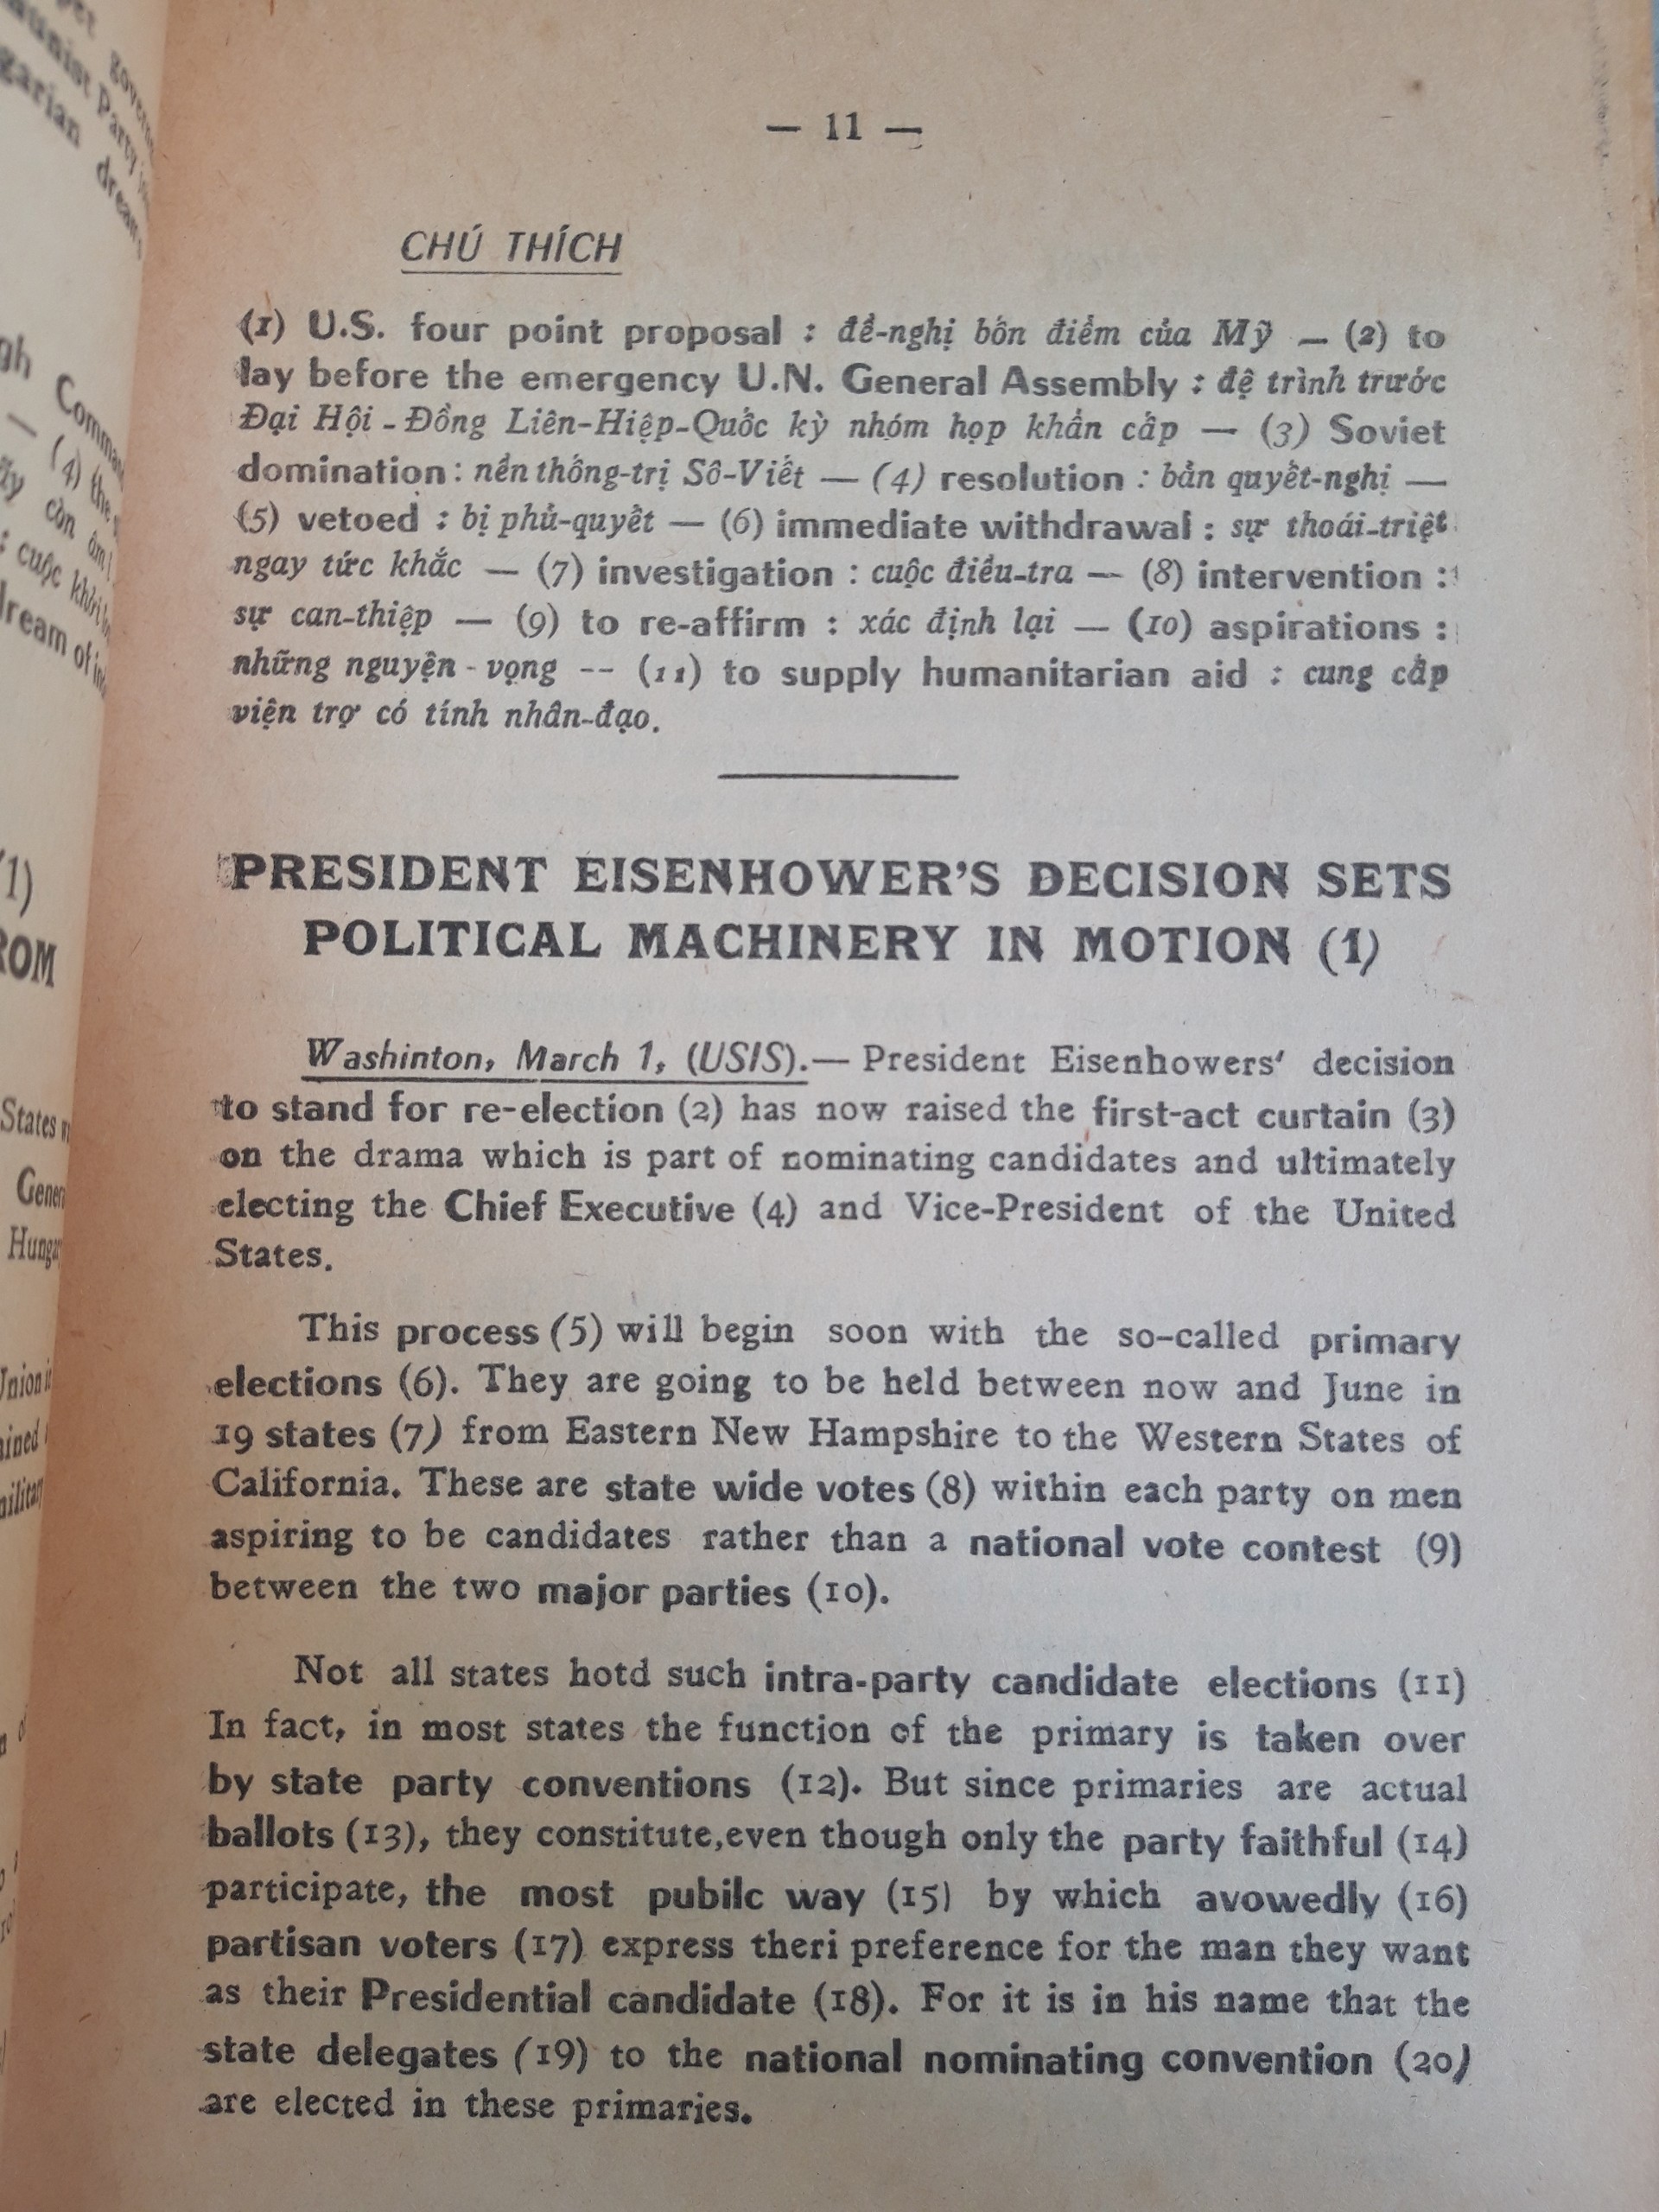 — 11 —
CHÚ THÍCH
(1) U.S. four point proposal : đề-nghị bốn điểm của Mỹ — (2) to
lay before the emergency U.N. General Assembly : đệ trình trước
Đại Hội - Đồng Liên-Hiệp-Quốc kỳ nhóm họp khẩn cấp — (3) Soviet
domination : nền thống-trị Sô-Viết — (4) resolution : bản quyết-nghị —
(5) vetoed : bị phủ-quyết — (6) immediate withdrawal : sự thoái-triệt
ngay tức khắc — (7) investigation : cuộc điều-tra — (8) intervention :
sự can-thiệp — (9) to re-affirm : xác định lại — (10) aspirations :
những nguyện - vọng -- (11) to supply humanitarian aid : cung cấp
viện trợ có tính nhân-đạo.
PRESIDENT EISENHOWER'S DECISION SETS
POLITICAL MACHINERY IN MOTION (1)
Washinton, March 1, (USIS).— President Eisenhowers' decision
to stand for re-election (2) has now raised the first-act curtain (3)
on the drama which is part of nominating candidates and ultimately
electing the Chief Executive (4) and Vice-President of the United
States.
This process (5) will begin soon with the so-called primary
elections (6). They are going to be held between now and June in
19 states (7) from Eastern New Hampshire to the Western States of
California. These are state wide votes (8) within each party on men
aspiring to be candidates rather than a national vote contest (9)
between the two major parties (10).
Not all states hotd such intra-party candidate elections (11)
In fact, in most states the function of the primary is taken over
by state party conventions (12). But since primaries are actual
ballots (13), they constitute,even though only the party faithful (14)
participate, the most pubilc way (15) by which avowedly (16)
partisan voters (17) express theri preference for the man they want
as their Presidential candidate (18). For it is in his name that the
state delegates (19) to the national nominating convention (20)
are elected in these primaries.